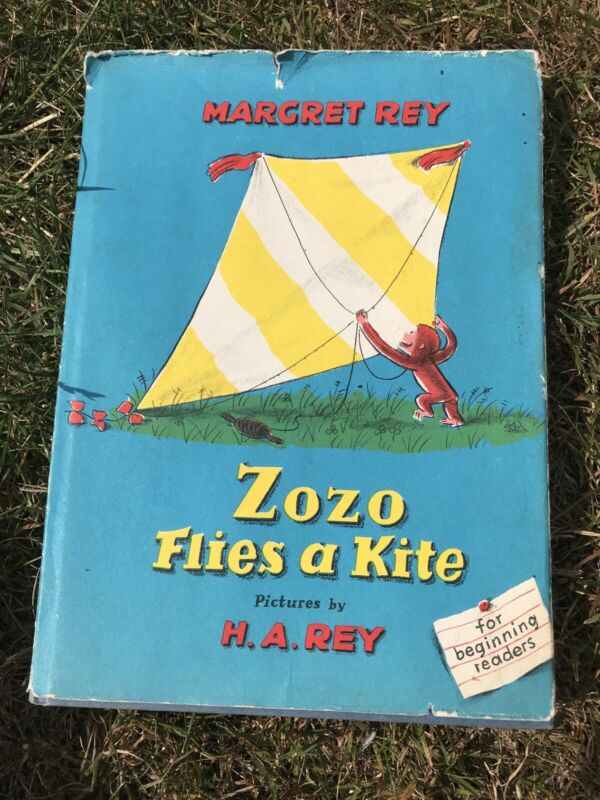 MARGRET REY
Zozo
Flies a Kite
Pictures by
H. A. REY
for
beginning
readers